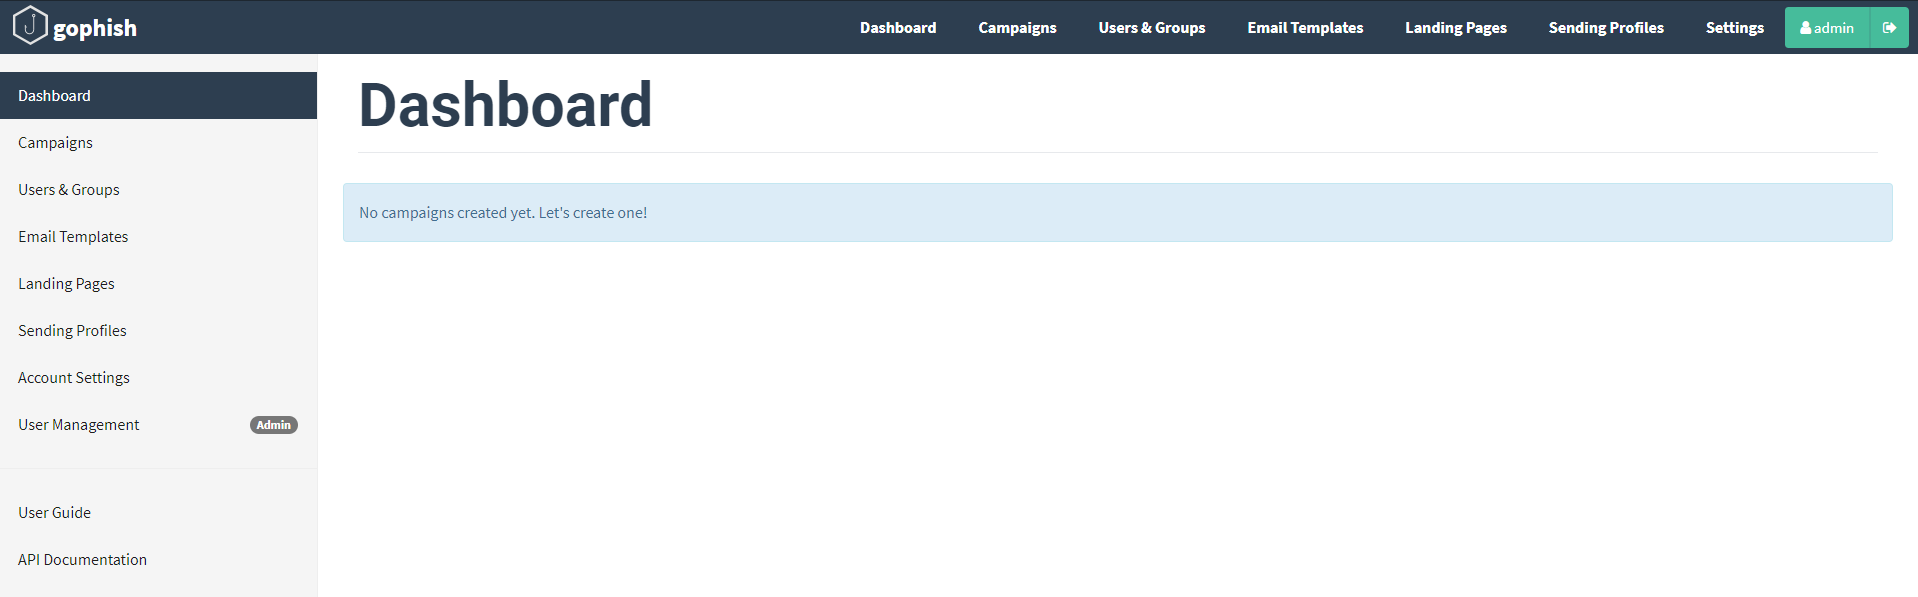 gophish
Dashboard Campaigns Users & Groups Email Templates Landing Pages Sending Profiles Settings admin
Dashboard
Campaigns
Users & Groups
Email Templates
Landing Pages
Sending Profiles
Account Settings
User Management Admin
User Guide
API Documentation
Dashboard
No campaigns created yet. Let's create one!